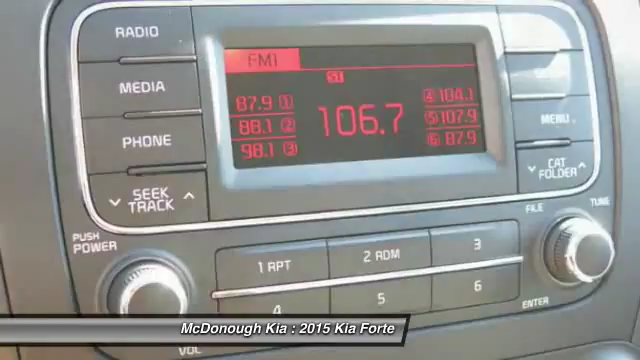 RADIO
MEDIA
PHONE
SEEK
TRACK
PUSH
POWER
FM1
87.9 1
88.1 2
98.1 3
106.7
4 104.1
5 107.9
6 87.9
MENU
CAT
FOLDER
FILE
TUNE
ENTER
1 RPT
2 RDM
3
4
5
6
VOL
McDonough Kia : 2015 Kia Forte